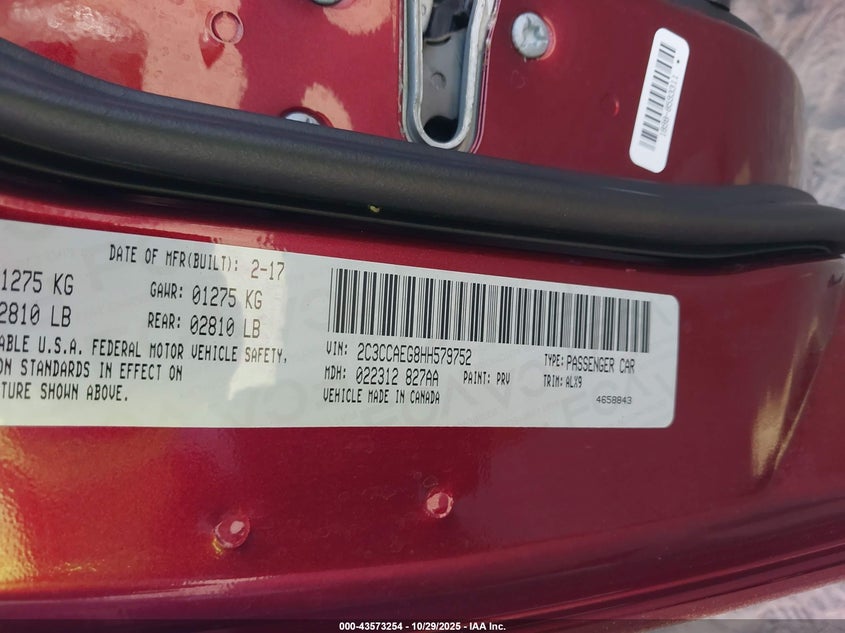 DATE OF MFR(BUILT): 2-17
1275 KG GAWR: 01275 KG
2810 LB REAR: 02810 LB
ABLE U.S.A. FEDERAL MOTOR VEHICLE SAFETY,
ON STANDARDS IN EFFECT ON
TURE SHOWN ABOVE.
VIN: 2C3CCAEG8HH579752 TYPE: PASSENGER CAR
MDH: 022312 827AA PAINT: PRV TRIM: ALX9
VEHICLE MADE IN CANADA 4658843
000-43573254 - 10/29/2025 - IAA Inc.